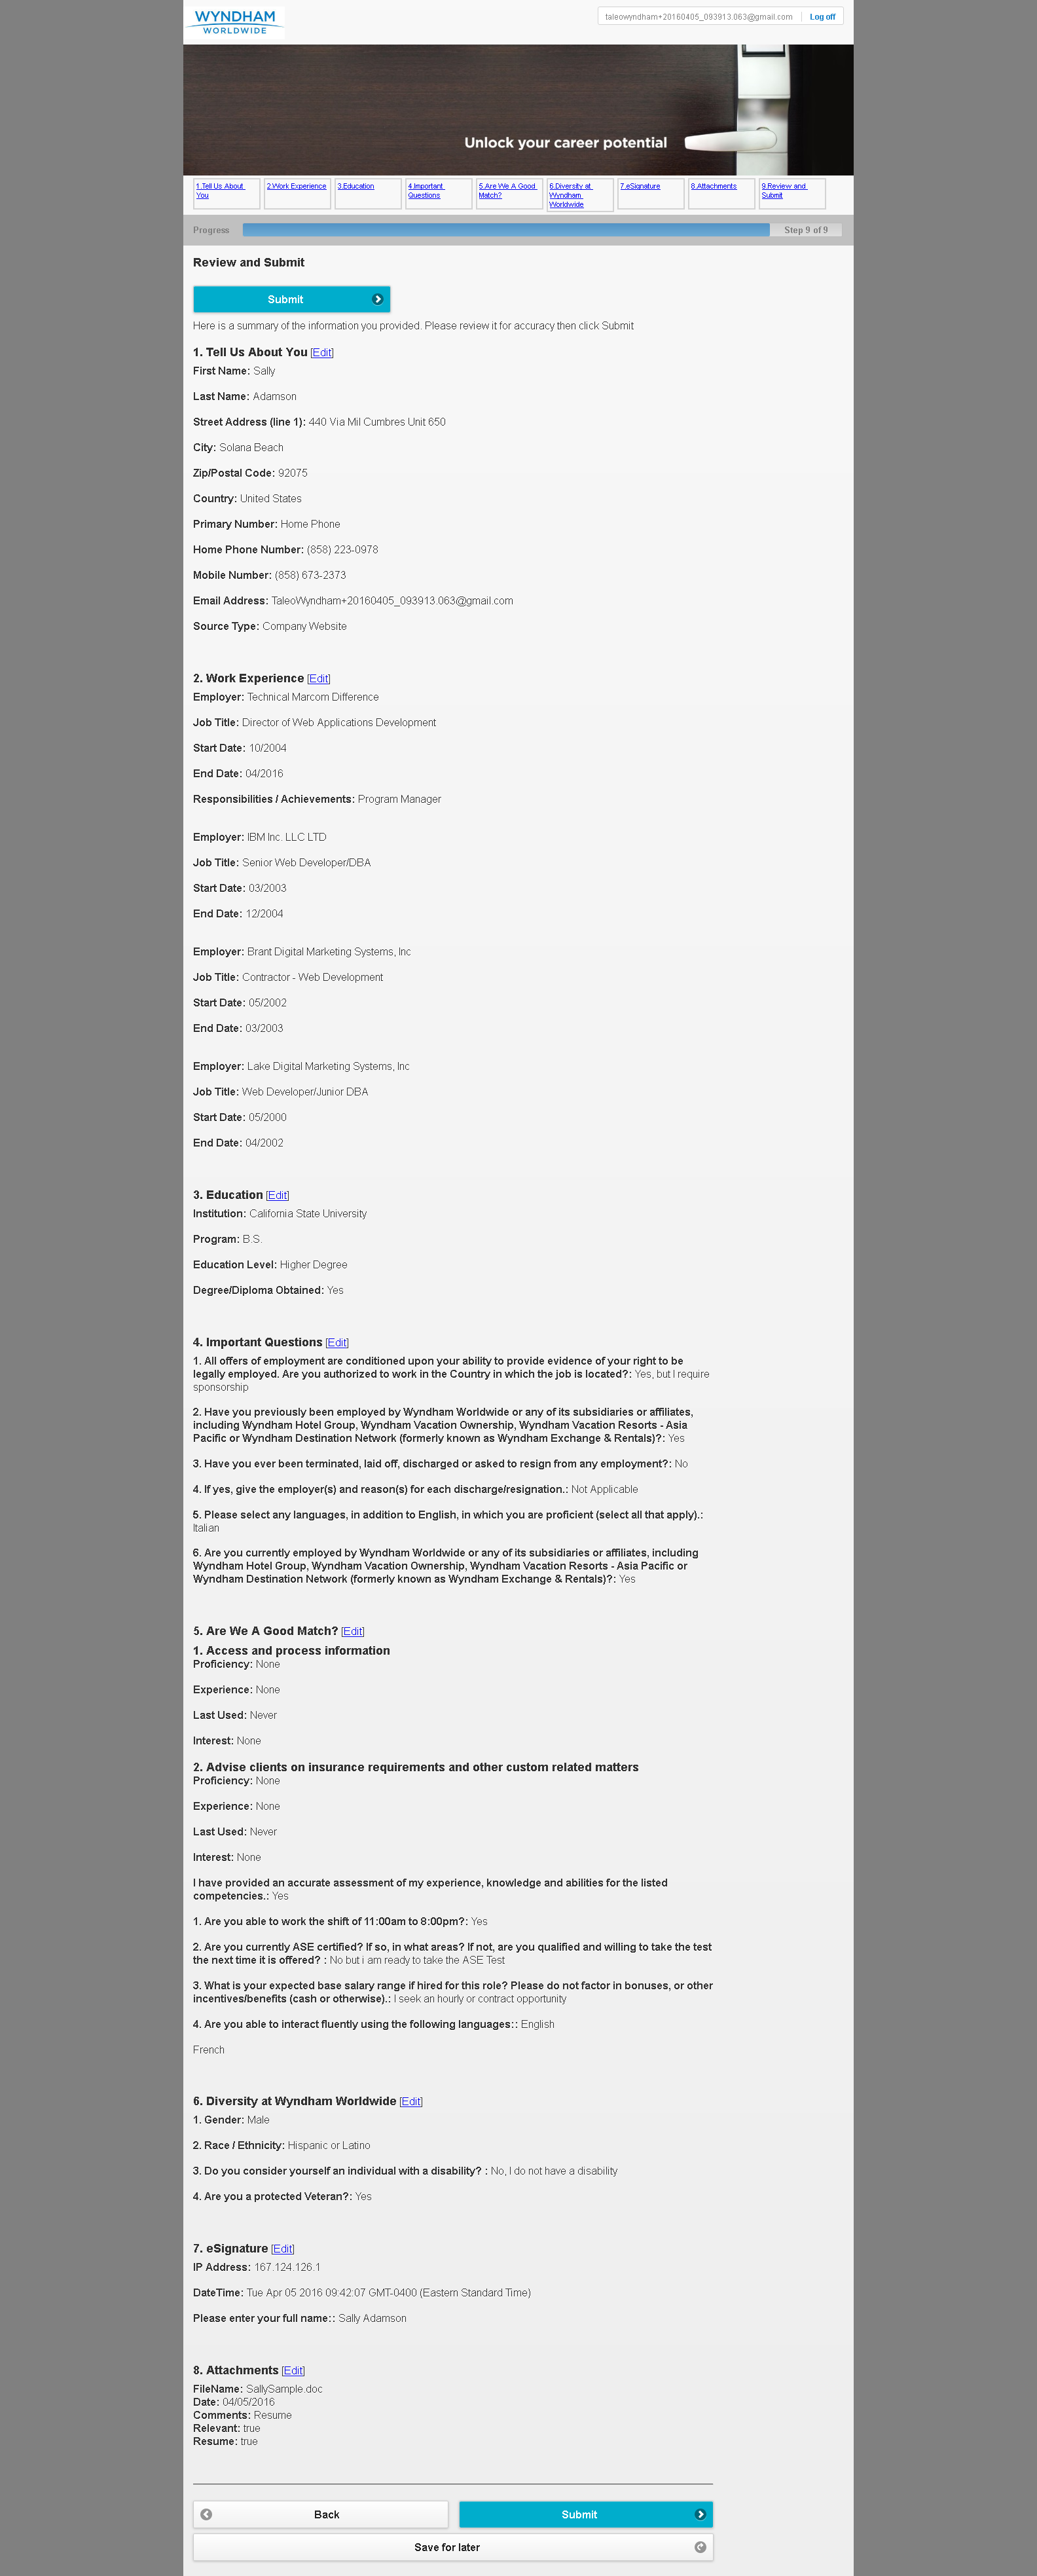 WYNDHAM
WORLDWIDE
taleowyndham+20160405_093913.063@gmail.com
Log off
Unlock your career potential
1.Tell Us About
You
2.Work Experience
3.Education
4.Important
Questions
5.Are We A Good
Match?
6.Diversity at
Wyndham
Worldwide
7.eSignature
8.Attachments
9.Review and
Submit
Progress
Step 9 of 9
Review and Submit
Submit
Here is a summary of the information you provided. Please review it for accuracy then click Submit
1. Tell Us About You [Edit]
First Name: Sally
Last Name: Adamson
Street Address (line 1): 440 Via Mil Cumbres Unit 650
City: Solana Beach
Zip/Postal Code: 92075
Country: United States
Primary Number: Home Phone
Home Phone Number: (858) 223-0978
Mobile Number: (858) 673-2373
Email Address: TaleoWyndham+20160405_093913.063@gmail.com
Source Type: Company Website
2. Work Experience [Edit]
Employer: Technical Marcom Difference
Job Title: Director of Web Applications Development
Start Date: 10/2004
End Date: 04/2016
Responsibilities / Achievements: Program Manager
Employer: IBM Inc. LLC LTD
Job Title: Senior Web Developer/DBA
Start Date: 03/2003
End Date: 12/2004
Employer: Brant Digital Marketing Systems, Inc
Job Title: Contractor - Web Development
Start Date: 05/2002
End Date: 03/2003
Employer: Lake Digital Marketing Systems, Inc
Job Title: Web Developer/Junior DBA
Start Date: 05/2000
End Date: 04/2002
3. Education [Edit]
Institution: California State University
Program: B.S.
Education Level: Higher Degree
Degree/Diploma Obtained: Yes
4. Important Questions [Edit]
1. All offers of employment are conditioned upon your ability to provide evidence of your right to be
legally employed. Are you authorized to work in the Country in which the job is located?: Yes, but I require
sponsorship
2. Have you previously been employed by Wyndham Worldwide or any of its subsidiaries or affiliates,
including Wyndham Hotel Group, Wyndham Vacation Ownership, Wyndham Vacation Resorts - Asia
Pacific or Wyndham Destination Network (formerly known as Wyndham Exchange & Rentals)?: Yes
3. Have you ever been terminated, laid off, discharged or asked to resign from any employment?: No
4. If yes, give the employer(s) and reason(s) for each discharge/resignation.: Not Applicable
5. Please select any languages, in addition to English, in which you are proficient (select all that apply).:
Italian
6. Are you currently employed by Wyndham Worldwide or any of its subsidiaries or affiliates, including
Wyndham Hotel Group, Wyndham Vacation Ownership, Wyndham Vacation Resorts - Asia Pacific or
Wyndham Destination Network (formerly known as Wyndham Exchange & Rentals)?: Yes
5. Are We A Good Match? [Edit]
1. Access and process information
Proficiency: None
Experience: None
Last Used: Never
Interest: None
2. Advise clients on insurance requirements and other custom related matters
Proficiency: None
Experience: None
Last Used: Never
Interest: None
I have provided an accurate assessment of my experience, knowledge and abilities for the listed
competencies.: Yes
1. Are you able to work the shift of 11:00am to 8:00pm?: Yes
2. Are you currently ASE certified? If so, in what areas? If not, are you qualified and willing to take the test
the next time it is offered? : No but i am ready to take the ASE Test
3. What is your expected base salary range if hired for this role? Please do not factor in bonuses, or other
incentives/benefits (cash or otherwise).: I seek an hourly or contract opportunity
4. Are you able to interact fluently using the following languages:: English
French
6. Diversity at Wyndham Worldwide [Edit]
1. Gender: Male
2. Race / Ethnicity: Hispanic or Latino
3. Do you consider yourself an individual with a disability? : No, I do not have a disability
4. Are you a protected Veteran?: Yes
7. eSignature [Edit]
IP Address: 167.124.126.1
DateTime: Tue Apr 05 2016 09:42:07 GMT-0400 (Eastern Standard Time)
Please enter your full name:: Sally Adamson
8. Attachments [Edit]
FileName: SallySample.doc
Date: 04/05/2016
Comments: Resume
Relevant: true
Resume: true
Back
Submit
Save for later